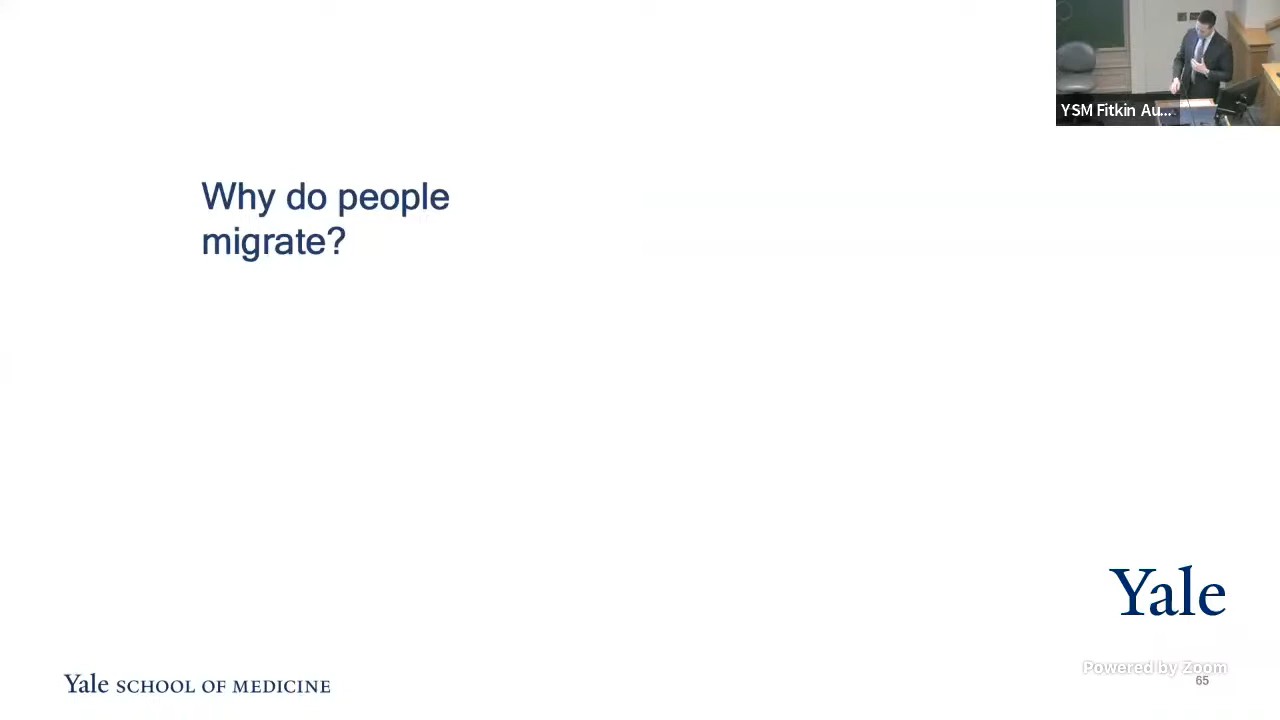 YSM Fitkin Au...
Why do people
migrate?
Yale
Powered by Zoom
65
Yale SCHOOL OF MEDICINE